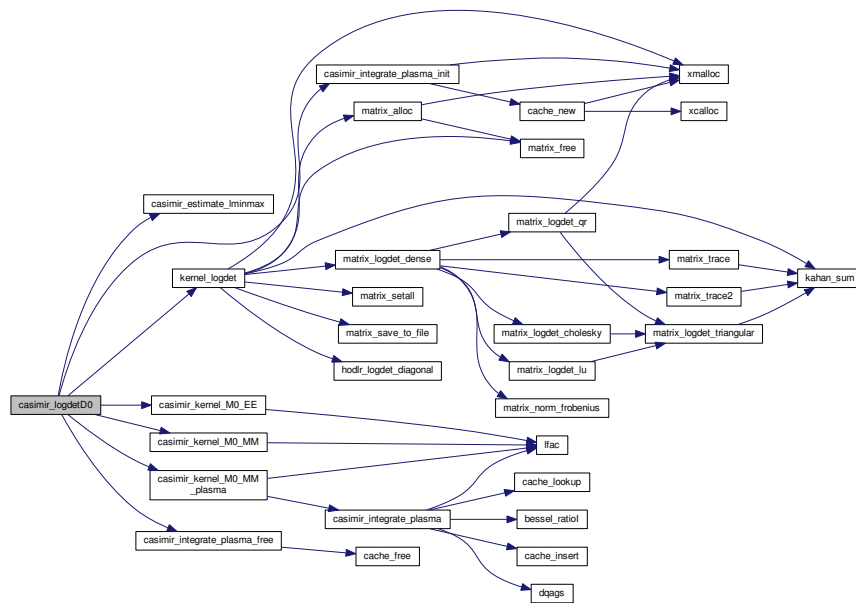 casimir_integrate_plasma_init
xmalloc
matrix_alloc
cache_new
xcalloc
matrix_free
casimir_estimate_lminmax
matrix_logdet_qr
matrix_logdet_dense
matrix_trace
kernel_logdet
kahan_sum
matrix_setall
matrix_trace2
matrix_save_to_file
matrix_logdet_cholesky
matrix_logdet_triangular
hodlr_logdet_diagonal
matrix_logdet_lu
casimir_logdetD0
casimir_kernel_M0_EE
matrix_norm_frobenius
casimir_kernel_M0_MM
lfac
casimir_kernel_M0_MM
_plasma
cache_lookup
casimir_integrate_plasma
bessel_ratioI
casimir_integrate_plasma_free
cache_free
cache_insert
dqags